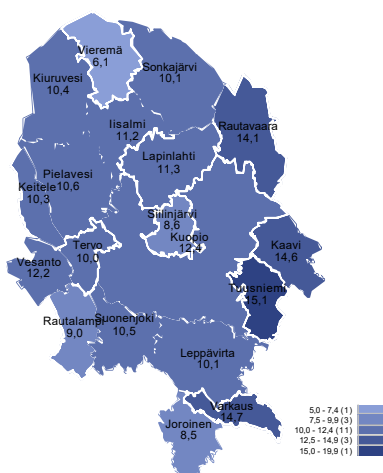 Vieremä
6,1
Kiuruvesi
10,4
Sonkajärvi
10,1
Iisalmi
11,2
Rautavaara
14,1
Lapinlahti
11,3
Pielavesi
10,6
Keitele
10,3
Siilinjärvi
8,6
Kuopio
12,4
Tervo
10,0
Kaavi
14,6
Vesanto
12,2
Tuusniemi
15,1
Rautalampi
9,0
Suonenjoki
10,5
Leppävirta
10,1
Varkaus
14,7
Joroinen
8,5
5,0 - 7,4 (1)
7,5 - 9,9 (3)
10,0 - 12,4 (11)
12,5 - 14,9 (3)
15,0 - 19,9 (1)